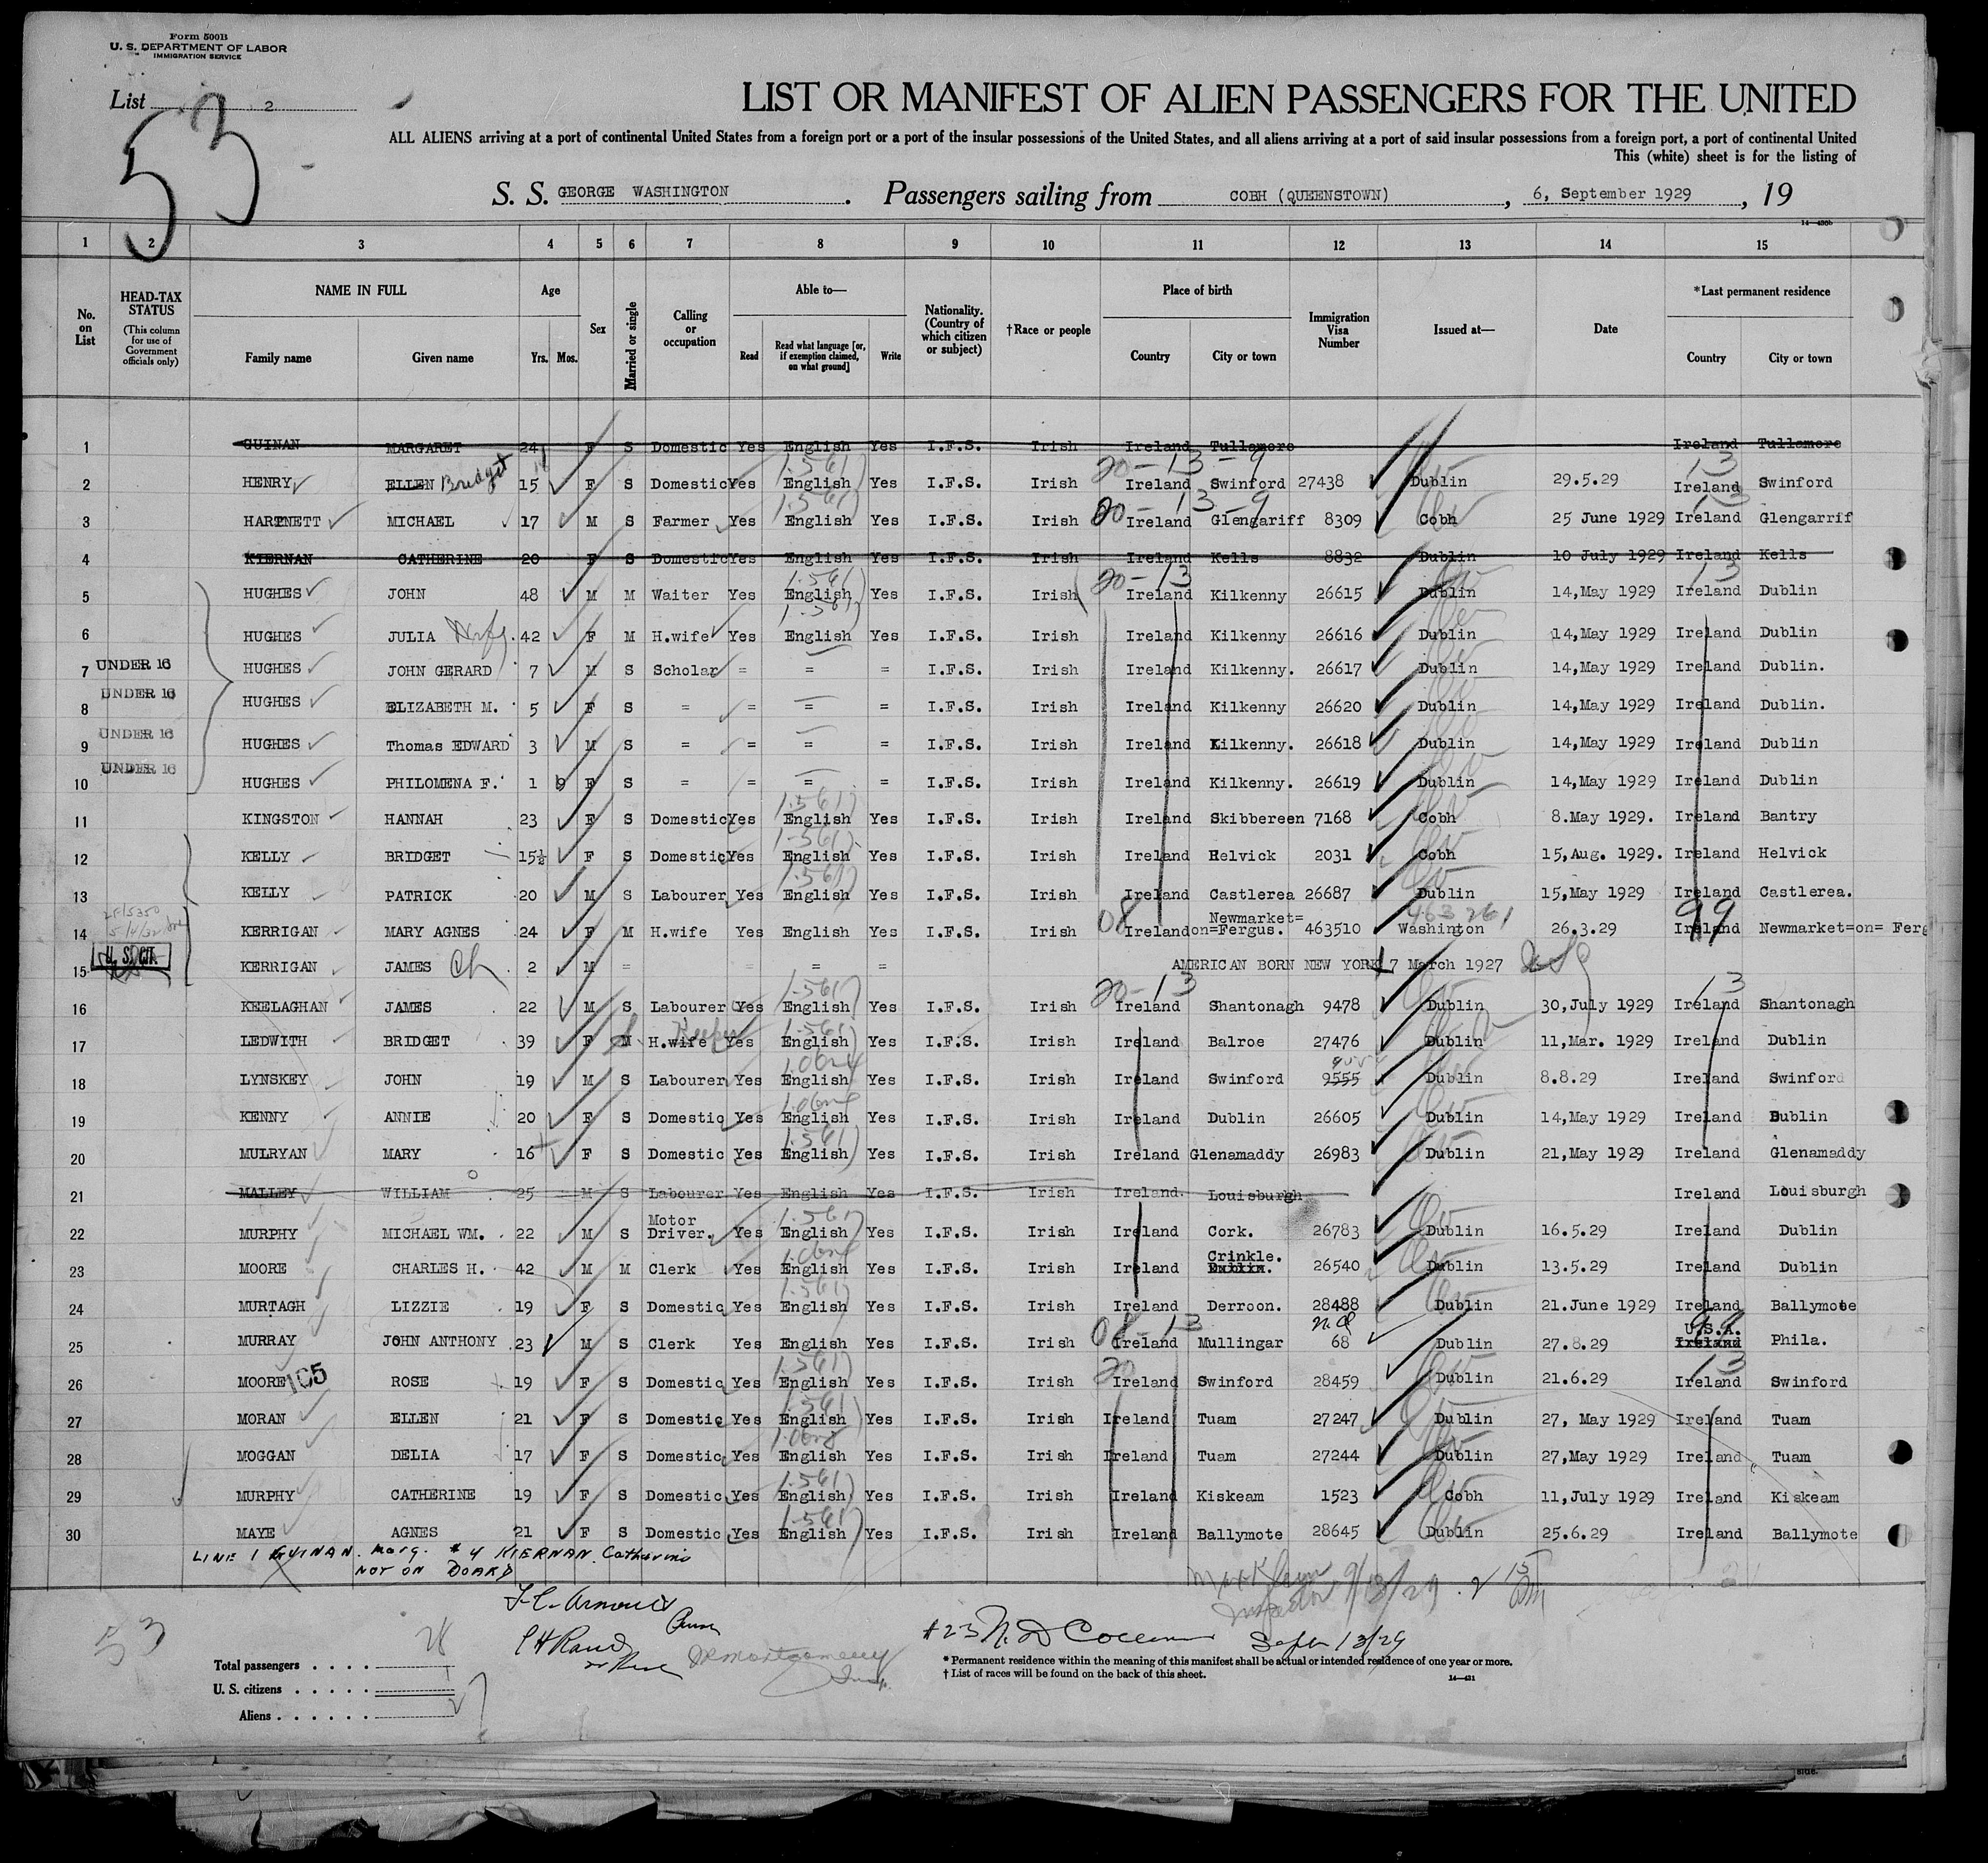 Form 500B
U. S. DEPARTMENT OF LABOR
IMMIGRATION SERVICE
List 2
53
LIST OR MANIFEST OF ALIEN PASSENGERS FOR THE UNITED
ALL ALIENS arriving at a port of continental United States from a foreign port or a port of the insular possessions of the United States, and all aliens arriving at a port of said insular possessions from a foreign port, a port of continental United
This (white) sheet is for the listing of
S. S. GEORGE WASHINGTON. Passengers sailing from COBH (QUEENSTOWN), 6, September 1929, 19
14—430b
1 2 3 4 5 6 7 8 9 10 11 12 13 14 15
No. on List
HEAD-TAX STATUS (This column for use of Government officials only)
NAME IN FULL Family name Given name
Age Yrs. Mos.
Sex
Married or single
Calling or occupation
Able to— Read Read what language [or, if exemption claimed, on what ground] Write
Nationality. (Country of which citizen or subject)
†Race or people
Place of birth Country City or town
Immigration Visa Number
Issued at—
Date
*Last permanent residence Country City or town
1 GUINAN MARGARET 24 F S Domestic Yes English Yes I.F.S. Irish Ireland Tullamore Ireland Tullamore
20-13-9 13
2 HENRY ELLEN Bridget 15 F S Domestic Yes English Yes I.F.S. Irish Ireland Swinford 27438 Dublin 29.5.29 Ireland Swinford
3 HARTNETT MICHAEL 17 M S Farmer Yes English Yes I.F.S. Irish Ireland Glengariff 8309 Cobh 25 June 1929 Ireland Glengarrif
4 KIERNAN CATHERINE 20 F S Domestic Yes English Yes I.F.S. Irish Ireland Kells 8832 Dublin 10 July 1929 Ireland Kells
20-13 13
5 HUGHES JOHN 48 M M Waiter Yes English Yes I.F.S. Irish Ireland Kilkenny 26615 Dublin 14,May 1929 Ireland Dublin
6 HUGHES JULIA Wife. 42 F M H.wife Yes English Yes I.F.S. Irish Ireland Kilkenny 26616 Dublin 14,May 1929 Ireland Dublin
7 UNDER 16 HUGHES JOHN GERARD 7 M S Scholar = = = I.F.S. Irish Ireland Kilkenny. 26617 Dublin 14,May 1929 Ireland Dublin.
8 UNDER 16 HUGHES ELIZABETH M. 5 F S = = = = I.F.S. Irish Ireland Kilkenny 26620 Dublin 14,May 1929 Ireland Dublin.
9 UNDER 16 HUGHES Thomas EDWARD 3 M S = = = = I.F.S. Irish Ireland Kilkenny. 26618 Dublin 14,May 1929 Ireland Dublin
10 UNDER 16 HUGHES PHILOMENA F. 1 9 F S = = = = I.F.S. Irish Ireland Kilkenny. 26619 Dublin 14,May 1929 Ireland Dublin
11 KINGSTON HANNAH 23 F S Domestic Yes English Yes I.F.S. Irish Ireland Skibbereen 7168 Cobh 8.May 1929. Ireland Bantry
12 KELLY BRIDGET 15½ F S Domestic Yes English Yes I.F.S. Irish Ireland Helvick 2031 Cobh 15,Aug. 1929. Ireland Helvick
13 KELLY PATRICK 20 M S Labourer Yes English Yes I.F.S. Irish Ireland Castlerea 26687 Dublin 15,May 1929 Ireland Castlerea.
14 KERRIGAN MARY AGNES 24 F M H.wife Yes English Yes I.F.S. Irish Ireland Newmarket=on=Fergus. 463510 Washinton 26.3.29 Ireland Newmarket=on= Ferg
08 463261 99
15 U.S. CIT. KERRIGAN JAMES Ch. 2 M = = = AMERICAN BORN NEW YORK 7 March 1927
20-13 13
16 KEELAGHAN JAMES 22 M S Labourer Yes English Yes I.F.S. Irish Ireland Shantonagh 9478 Dublin 30,July 1929 Ireland Shantonagh
17 LEDWITH BRIDGET 39 F M H.wife Keeper Yes English Yes I.F.S. Irish Ireland Balroe 27476 Dublin 11,Mar. 1929 Ireland Dublin
18 LYNSKEY JOHN 19 M S Labourer Yes English Yes I.F.S. Irish Ireland Swinford 9555 Dublin 8.8.29 Ireland Swinford
19 KENNY ANNIE 20 F S Domestic Yes English Yes I.F.S. Irish Ireland Dublin 26605 Dublin 14,May 1929 Ireland Dublin
20 MULRYAN MARY 16 F S Domestic Yes English Yes I.F.S. Irish Ireland Glenamaddy 26983 Dublin 21,May 1929 Ireland Glenamaddy
21 MALLEY WILLIAM 25 M S Labourer Yes English Yes I.F.S. Irish Ireland. Louisburgh Ireland Louisburgh
22 MURPHY MICHAEL WM. 22 M S Motor Driver. Yes English Yes I.F.S. Irish Ireland Cork. 26783 Dublin 16.5.29 Ireland Dublin
23 MOORE CHARLES H. 42 M M Clerk Yes English Yes I.F.S. Irish Ireland Crinkle. Dublin. 26540 Dublin 13.5.29 Ireland Dublin
24 MURTAGH LIZZIE 19 F S Domestic Yes English Yes I.F.S. Irish Ireland Derroon. 28488 Dublin 21.June 1929 Ireland Ballymote
08-13 99
25 MURRAY JOHN ANTHONY 23 M S Clerk Yes English Yes I.F.S. Irish Ireland Mullingar 68 Dublin 27.8.29 U.S.A. Ireland Phila.
20 13
26 MOORE 105 ROSE 19 F S Domestic Yes English Yes I.F.S. Irish Ireland Swinford 28459 Dublin 21.6.29 Ireland Swinford
27 MORAN ELLEN 21 F S Domestic Yes English Yes I.F.S. Irish Ireland Tuam 27247 Dublin 27, May 1929 Ireland Tuam
28 MOGGAN DELIA 17 F S Domestic Yes English Yes I.F.S. Irish Ireland Tuam 27244 Dublin 27,May 1929 Ireland Tuam
29 MURPHY CATHERINE 19 F S Domestic Yes English Yes I.F.S. Irish Ireland Kiskeam 1523 Cobh 11,July 1929 Ireland Kiskeam
30 MAYE AGNES 21 F S Domestic Yes English Yes I.F.S. Irish Ireland Ballymote 28645 Dublin 25.6.29 Ireland Ballymote
LINE 1 GUINAN. Marg. #4 KIERNAN Catherine
NOT ON BOARD
Inspector 9/13/29
#23 Sept 13/29
53
Total passengers . . . . 28
U. S. citizens . . . . .
Aliens . . . . . .
* Permanent residence within the meaning of this manifest shall be actual or intended residence of one year or more.
† List of races will be found on the back of this sheet.
14—431
side.